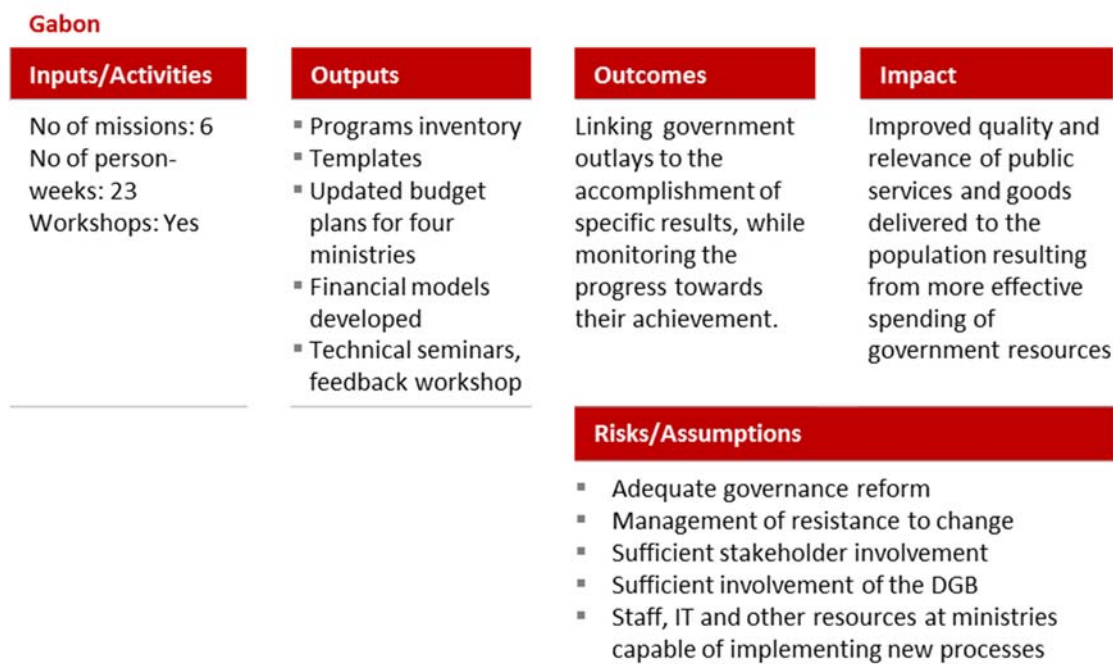 Gabon
Inputs/Activities
No of missions: 6
No of person-
weeks: 23
Workshops: Yes
Outputs
▪ Programs inventory
▪ Templates
▪ Updated budget
plans for four
ministries
▪ Financial models
developed
▪ Technical seminars,
feedback workshop
Outcomes
Linking government
outlays to the
accomplishment of
specific results, while
monitoring the
progress towards
their achievement.
Impact
Improved quality and
relevance of public
services and goods
delivered to the
population resulting
from more effective
spending of
government resources
Risks/Assumptions
▪ Adequate governance reform
▪ Management of resistance to change
▪ Sufficient stakeholder involvement
▪ Sufficient involvement of the DGB
▪ Staff, IT and other resources at ministries
capable of implementing new processes